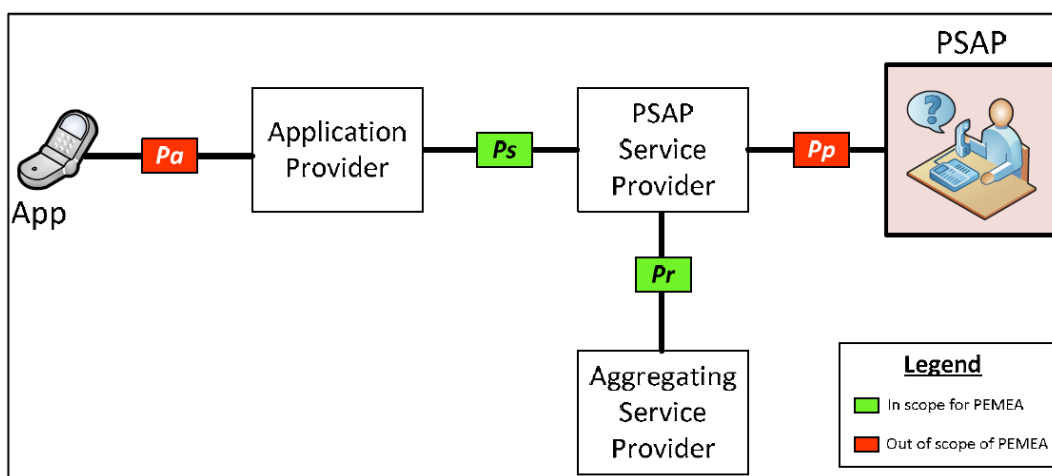 PSAP
App
Pa
Application
Provider
Ps
PSAP
Service
Provider
Pp
Pr
Aggregating
Service
Provider
Legend
In scope for PEMEA
Out of scope of PEMEA
?